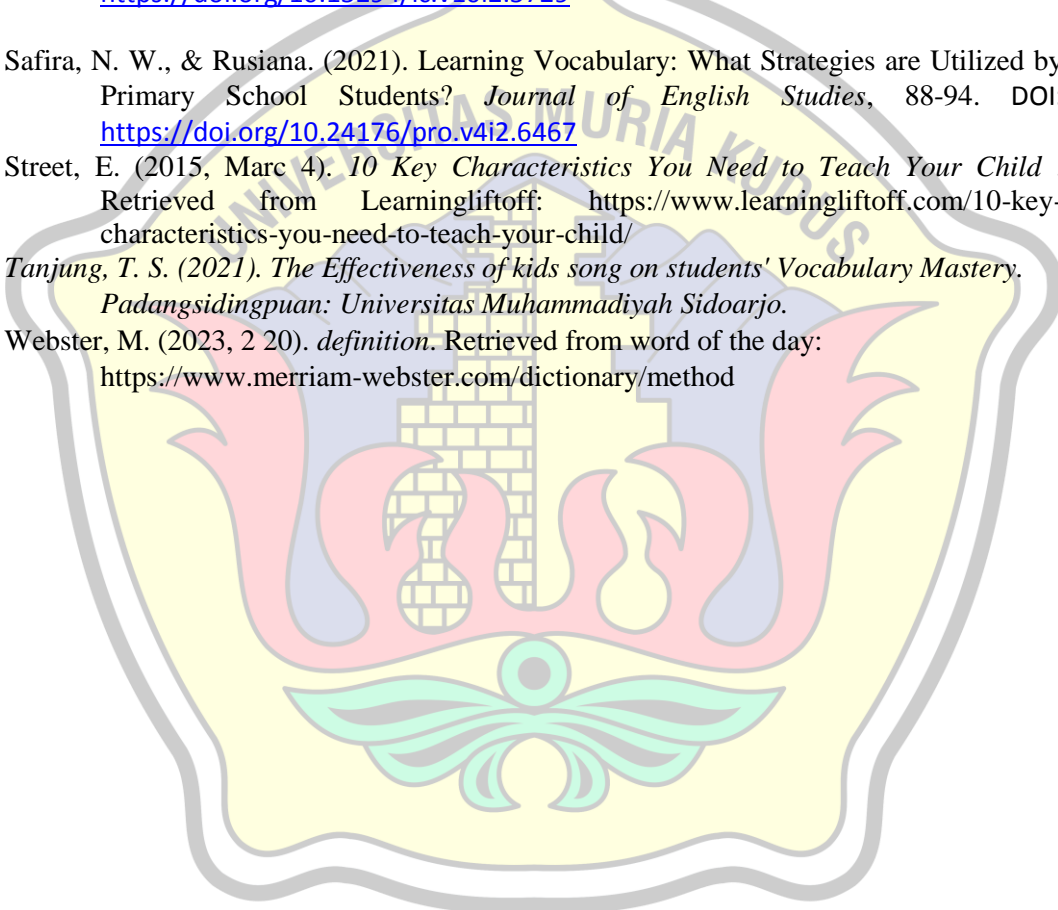 Safira, N. W., & Rusiana. (2021). Learning Vocabulary: What Strategies are Utilized by
Primary School Students? Journal of English Studies, 88-94. DOI:
https://doi.org/10.24176/pro.v4i2.6467
Street, E. (2015, Marc 4). 10 Key Characteristics You Need to Teach Your Child .
Retrieved from Learningliftoff: https://www.learningliftoff.com/10-key-
characteristics-you-need-to-teach-your-child/
Tanjung, T. S. (2021). The Effectiveness of kids song on students' Vocabulary Mastery.
Padangsidingpuan: Universitas Muhammadiyah Sidoarjo.
Webster, M. (2023, 2 20). definition. Retrieved from word of the day:
https://www.merriam-webster.com/dictionary/method
UNIVERSITAS MURIA KUDUS